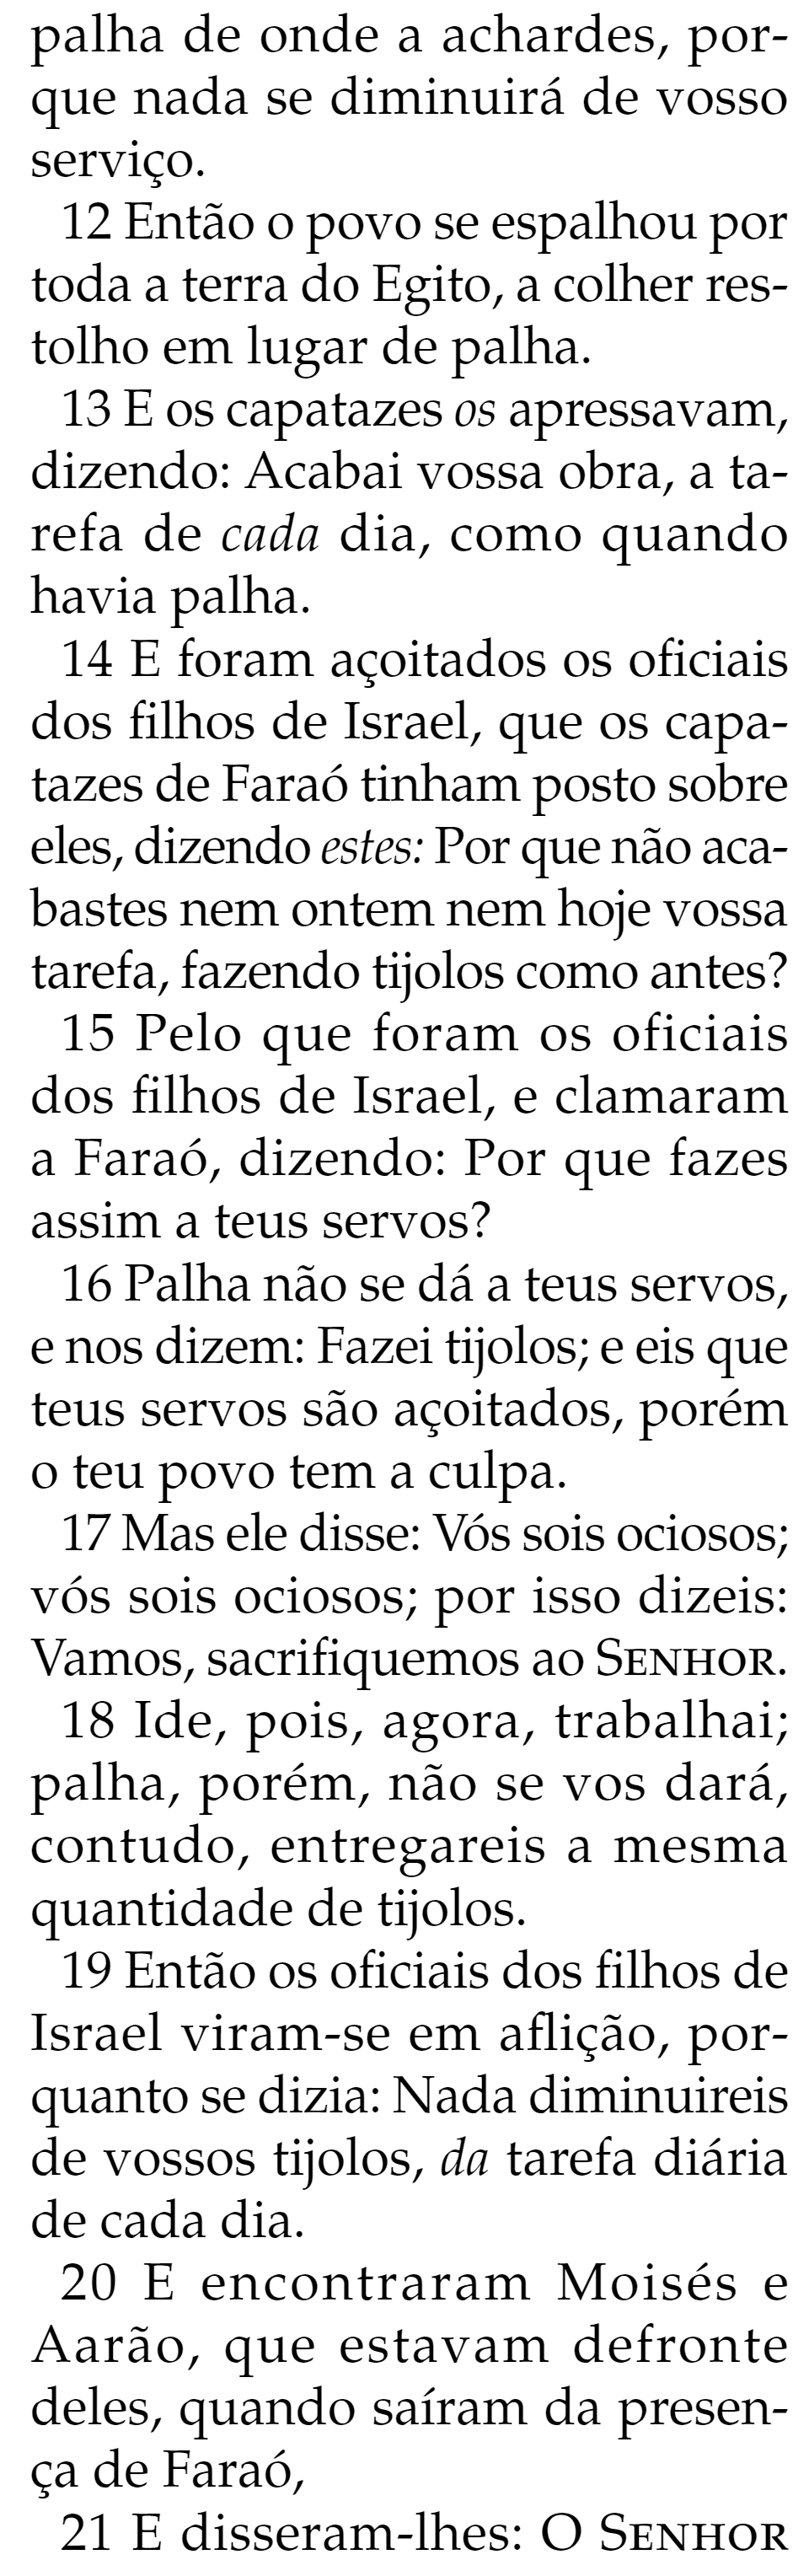 palha de onde a achardes, por-
que nada se diminuirá de vosso
serviço.
12 Então o povo se espalhou por
toda a terra do Egito, a colher res-
tolho em lugar de palha.
13 E os capatazes os apressavam,
dizendo: Acabai vossa obra, a ta-
refa de cada dia, como quando
havia palha.
14 E foram açoitados os oficiais
dos filhos de Israel, que os capa-
tazes de Faraó tinham posto sobre
eles, dizendo estes: Por que não aca-
bastes nem ontem nem hoje vossa
tarefa, fazendo tijolos como antes?
15 Pelo que foram os oficiais
dos filhos de Israel, e clamaram
a Faraó, dizendo: Por que fazes
assim a teus servos?
16 Palha não se dá a teus servos,
e nos dizem: Fazei tijolos; e eis que
teus servos são açoitados, porém
o teu povo tem a culpa.
17 Mas ele disse: Vós sois ociosos;
vós sois ociosos; por isso dizeis:
Vamos, sacrifiquemos ao SENHOR.
18 Ide, pois, agora, trabalhai;
palha, porém, não se vos dará,
contudo, entregareis a mesma
quantidade de tijolos.
19 Então os oficiais dos filhos de
Israel viram-se em aflição, por-
quanto se dizia: Nada diminuireis
de vossos tijolos, da tarefa diária
de cada dia.
20 E encontraram Moisés e
Aarão, que estavam defronte
deles, quando saíram da presen-
ça de Faraó,
21 E disseram-lhes: O SENHOR